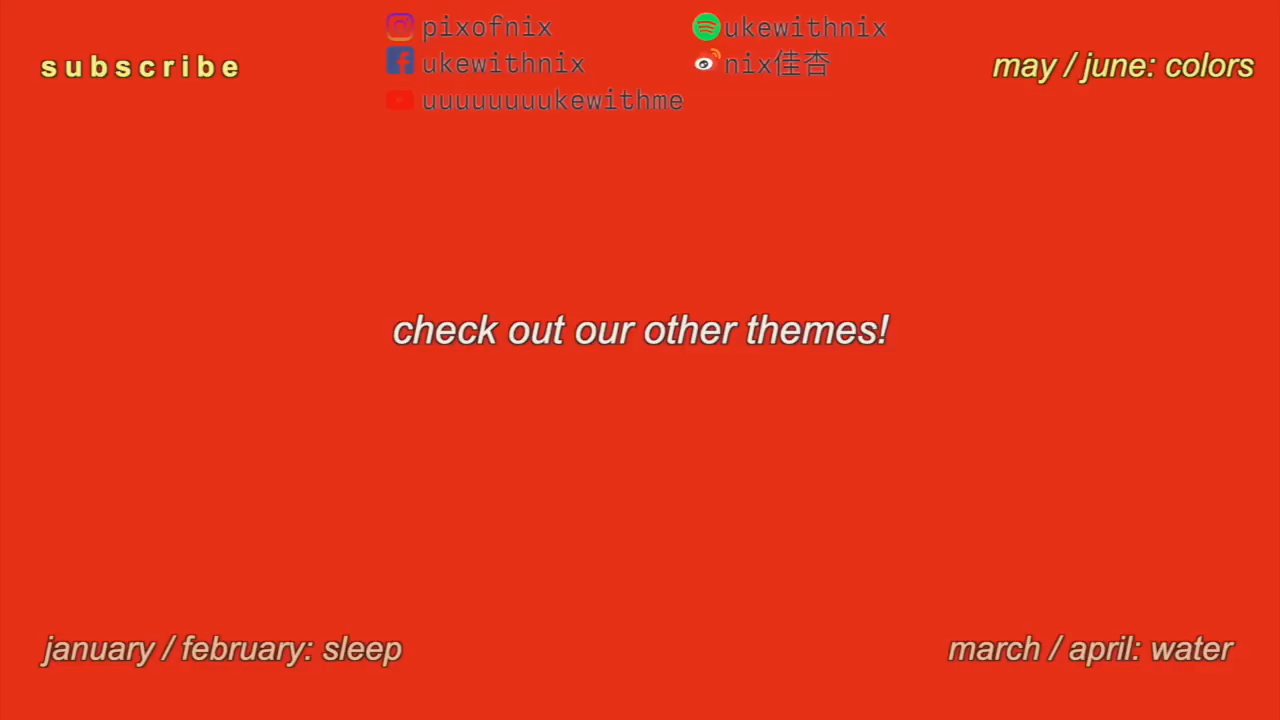 subscribe
pixofnix
ukewithnix
uuuuuuuukewithme
ukewithnix
nix佳杏
may / june: colors
check out our other themes!
january / february: sleep
march / april: water